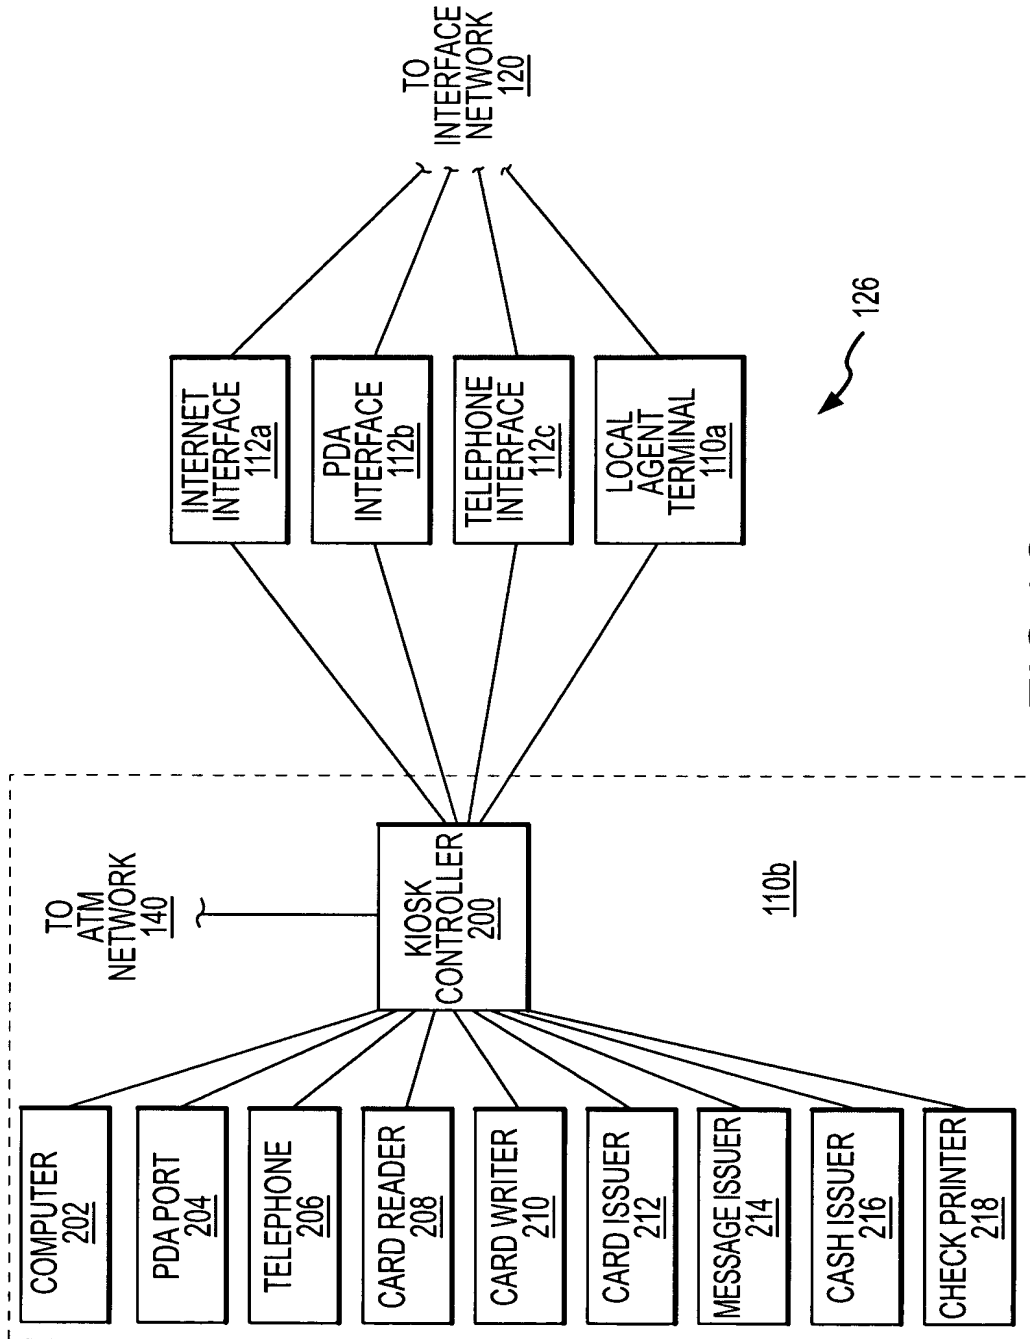 COMPUTER
202
PDA PORT
204
TELEPHONE
206
CARD READER
208
CARD WRITER
210
CARD ISSUER
212
MESSAGE ISSUER
214
CASH ISSUER
216
CHECK PRINTER
218
TO
ATM
NETWORK
140
KIOSK
CONTROLLER
200
110b
INTERNET
INTERFACE
112a
PDA
INTERFACE
112b
TELEPHONE
INTERFACE
112c
LOCAL
AGENT
TERMINAL
110a
TO
INTERFACE
NETWORK
120
126